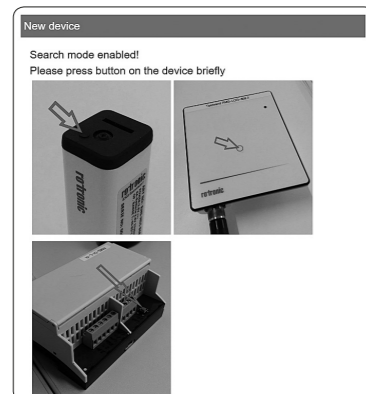 New device
Search mode enabled!
Please press button on the device briefly
rotronic
rotronic